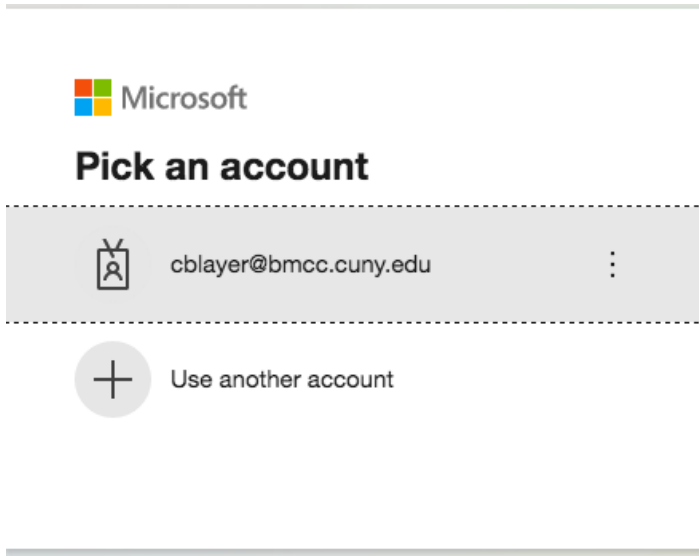 Microsoft
Pick an account
cblayer@bmcc.cuny.edu
Use another account